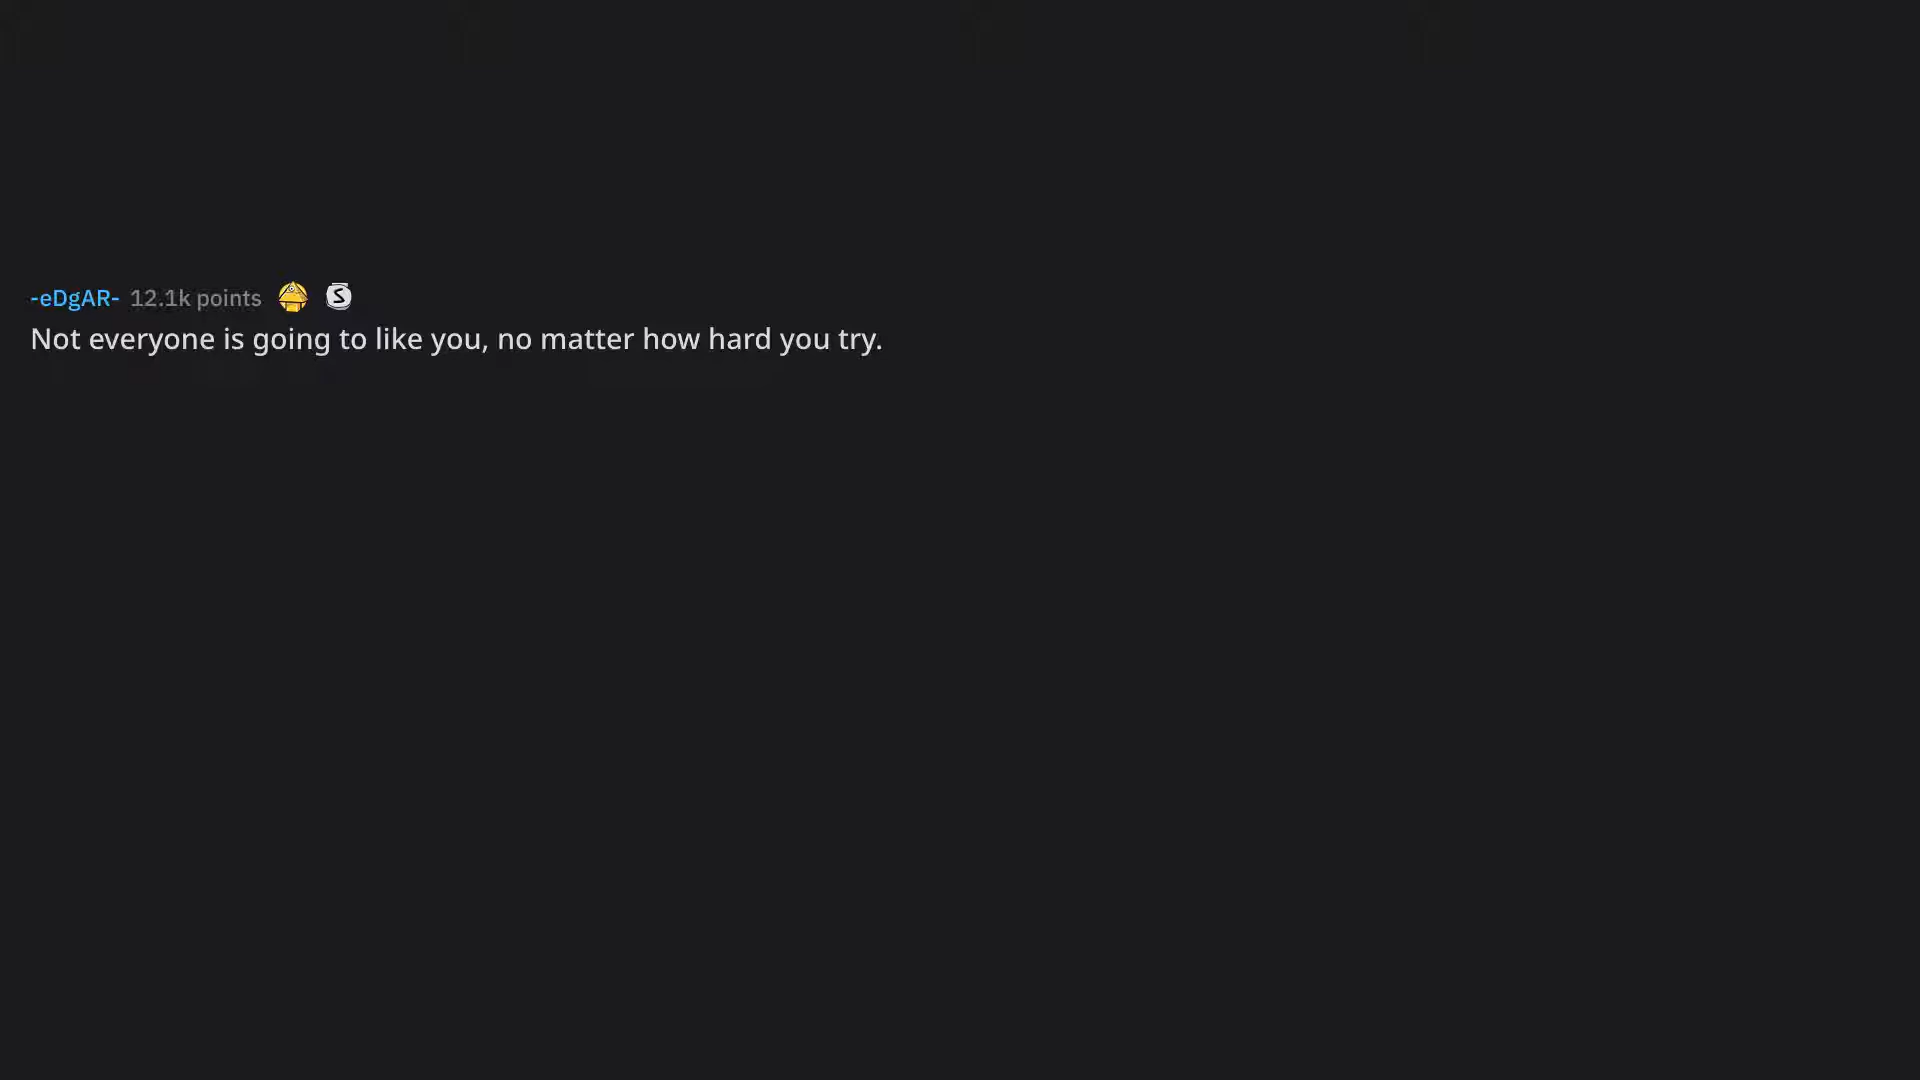 -eDgAR- 12.1k points
Not everyone is going to like you, no matter how hard you try.